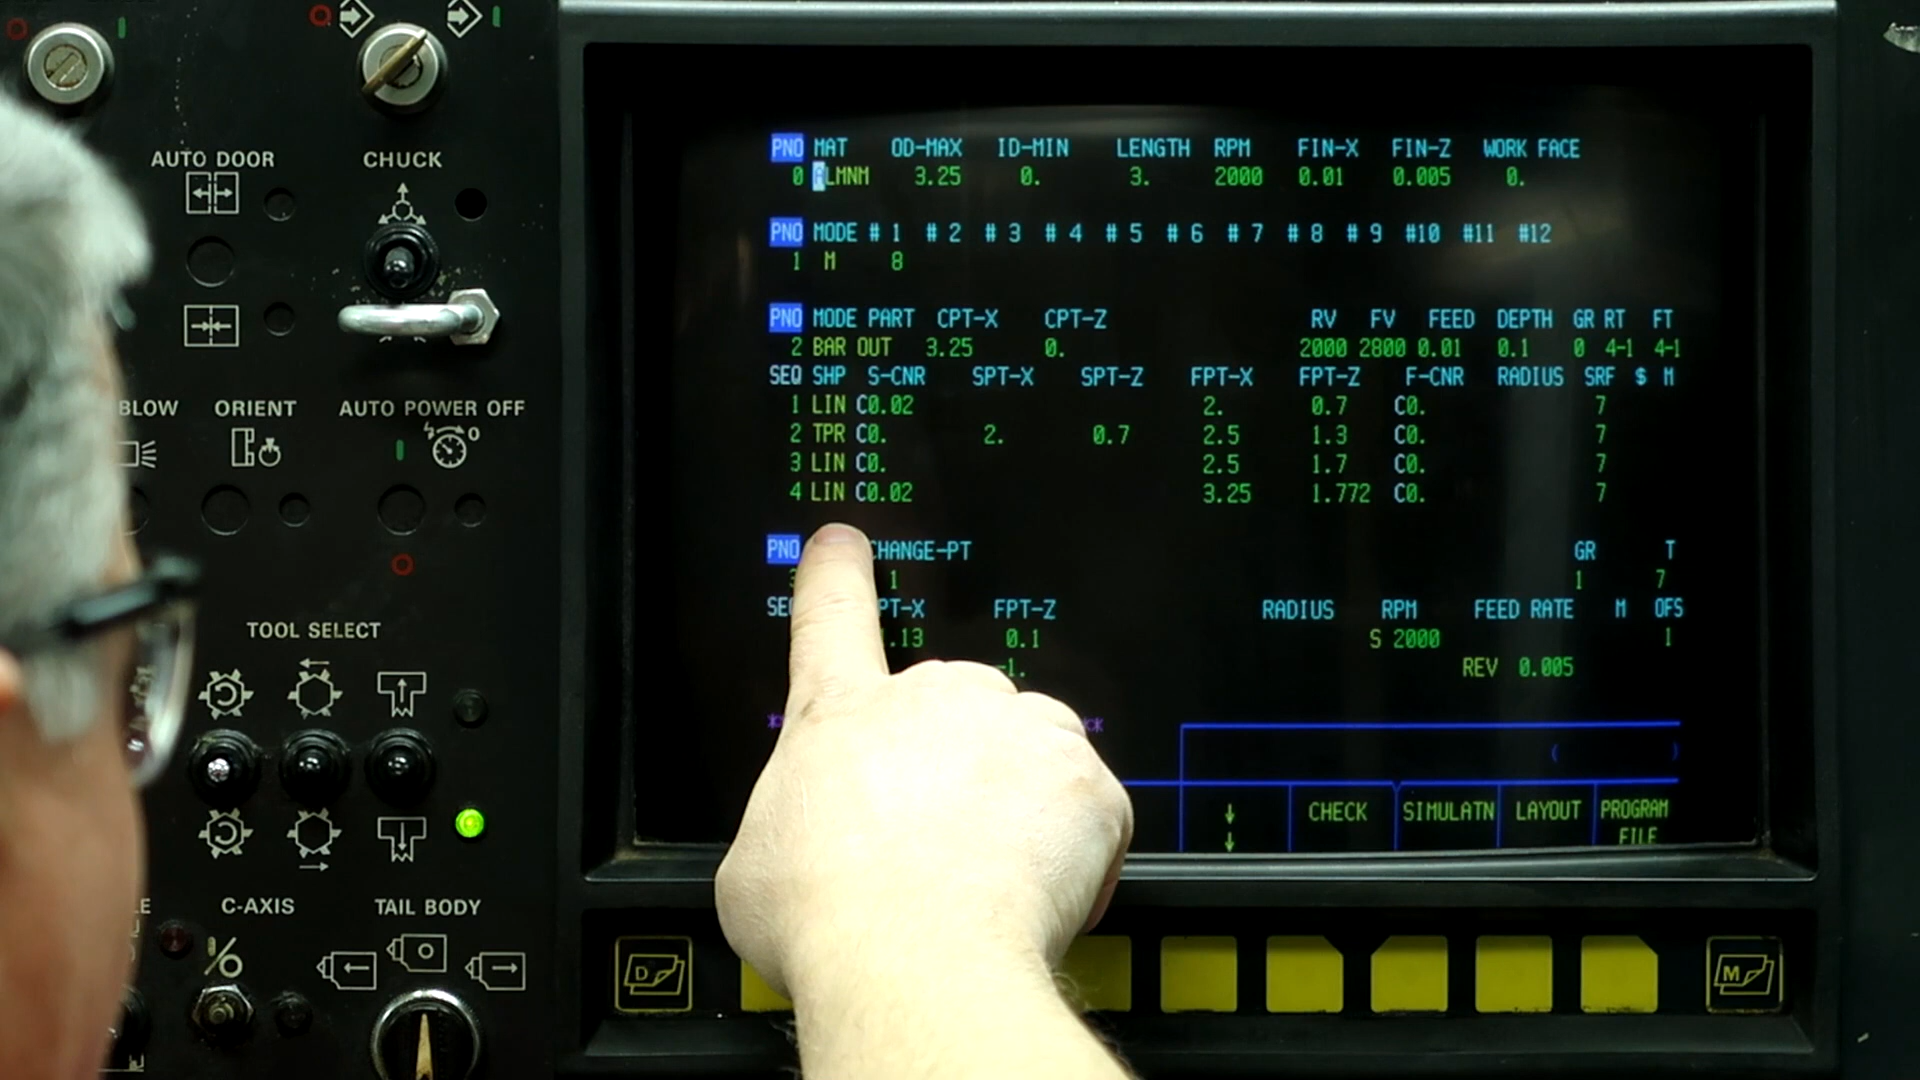 AUTO DOOR
CHUCK
BLOW
ORIENT
AUTO POWER OFF
TOOL SELECT
C-AXIS
TAIL BODY
PNO MAT OD-MAX ID-MIN LENGTH RPM FIN-X FIN-Z WORK FACE
0 ALMNM 3.25 0. 3. 2000 0.01 0.005 0.
PNO MODE # 1 # 2 # 3 # 4 # 5 # 6 # 7 # 8 # 9 #10 #11 #12
1 M 8
PNO MODE PART CPT-X CPT-Z RV FV FEED DEPTH GR RT FT
2 BAR OUT 3.25 0. 2000 2800 0.01 0.1 0 4-1 4-1
SEQ SHP S-CNR SPT-X SPT-Z FPT-X FPT-Z F-CNR RADIUS SRF $ M
1 LIN C0.02 2. 0.7 C0. 7
2 TPR C0. 2. 0.7 2.5 1.3 C0. 7
3 LIN C0. 2.5 1.7 C0. 7
4 LIN C0.02 3.25 1.772 C0. 7
PNO CHANGE-PT GR T
1 1 7
PT-X FPT-Z RADIUS RPM FEED RATE M OFS
.13 0.1 S 2000 1
-1. REV 0.005
( )
CHECK SIMULATN LAYOUT PROGRAM FILE
D
M